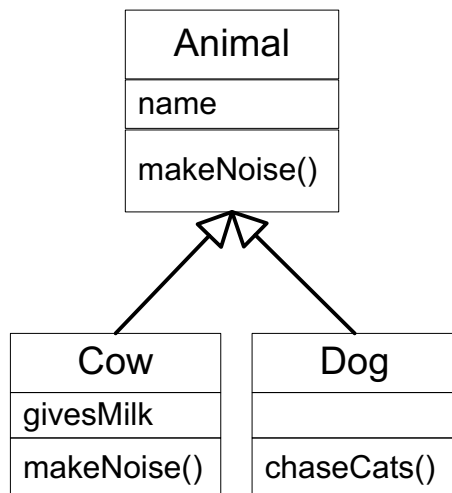 Animal
name
makeNoise()
Cow
givesMilk
makeNoise()
Dog
chaseCats()